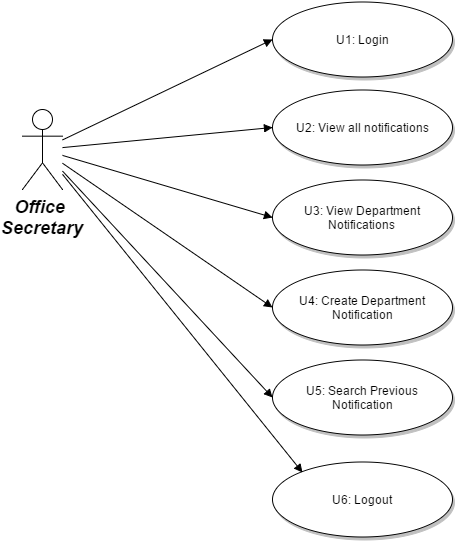 U1: Login
U2: View all notifications
Office
Secretary
U3: View Department
Notifications
U4: Create Department
Notification
U5: Search Previous
Notification
U6: Logout